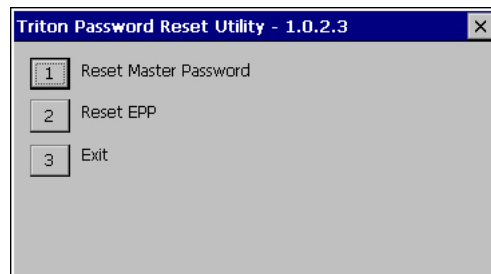 Triton Password Reset Utility - 1.0.2.3
1 Reset Master Password
2 Reset EPP
3 Exit